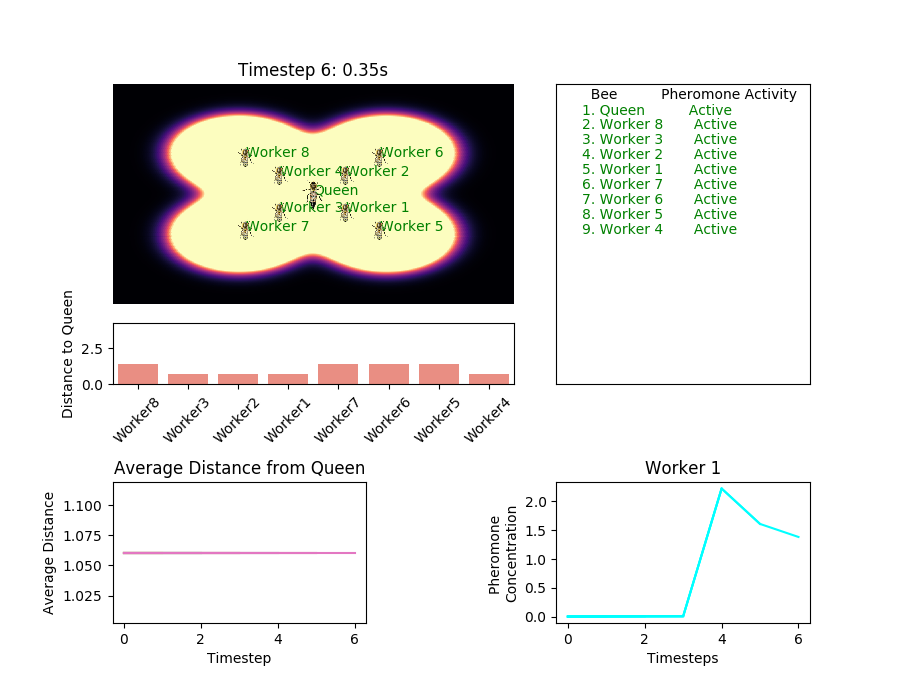 Timestep 6: 0.35s
Worker 8
Worker 6
Worker 4
Worker 2
Queen
Worker 3
Worker 1
Worker 7
Worker 5
Bee Pheromone Activity
1. Queen Active
2. Worker 8 Active
3. Worker 3 Active
4. Worker 2 Active
5. Worker 1 Active
6. Worker 7 Active
7. Worker 6 Active
8. Worker 5 Active
9. Worker 4 Active
Distance to Queen
2.5
0.0
Worker8
Worker3
Worker2
Worker1
Worker7
Worker6
Worker5
Worker4
Average Distance from Queen
Average Distance
1.100
1.075
1.050
1.025
0 2 4 6
Timestep
Worker 1
Pheromone
Concentration
2.0
1.5
1.0
0.5
0.0
0 2 4 6
Timesteps